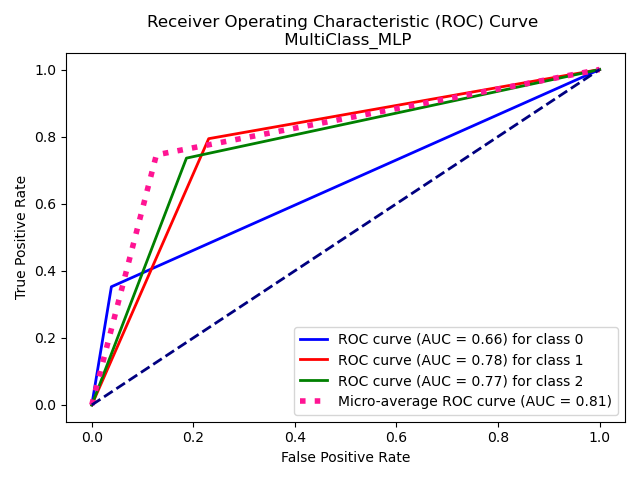 Receiver Operating Characteristic (ROC) Curve
MultiClass_MLP
True Positive Rate
1.0
0.8
0.6
0.4
0.2
0.0
ROC curve (AUC = 0.66) for class 0
ROC curve (AUC = 0.78) for class 1
ROC curve (AUC = 0.77) for class 2
Micro-average ROC curve (AUC = 0.81)
0.0 0.2 0.4 0.6 0.8 1.0
False Positive Rate